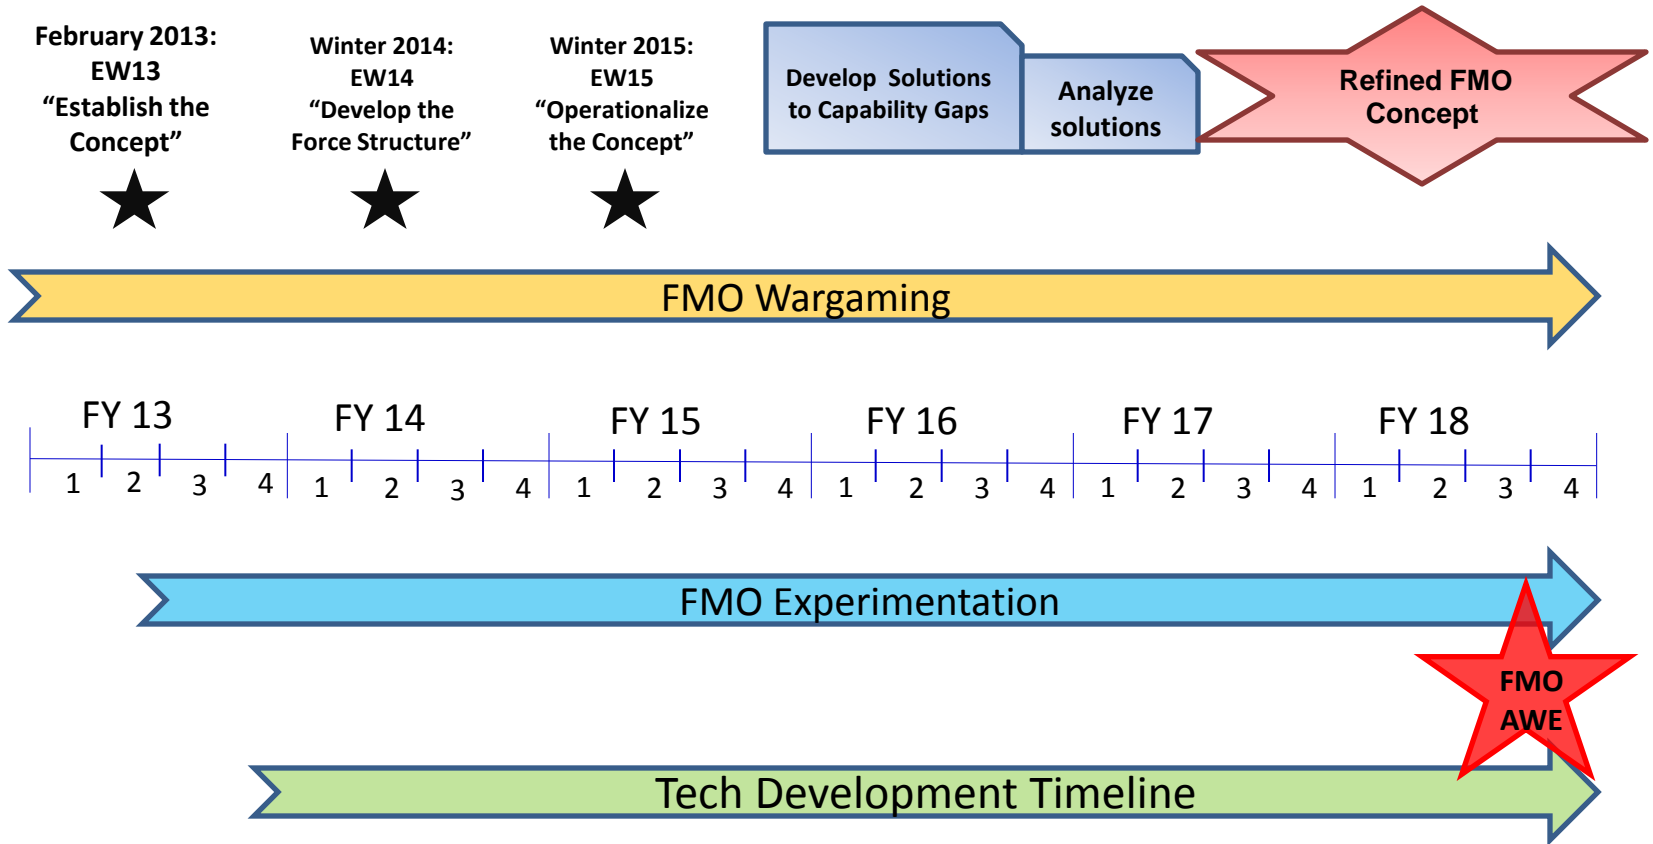 February 2013:
EW13
“Establish the
Concept”
Winter 2014:
EW14
“Develop the
Force Structure”
Winter 2015:
EW15
“Operationalize
the Concept”
Develop Solutions
to Capability Gaps
Analyze
solutions
Refined FMO
Concept
FMO Wargaming
FY 13 FY 14 FY 15 FY 16 FY 17 FY 18
1 2 3 4 1 2 3 4 1 2 3 4 1 2 3 4 1 2 3 4 1 2 3 4
FMO Experimentation
FMO
AWE
Tech Development Timeline